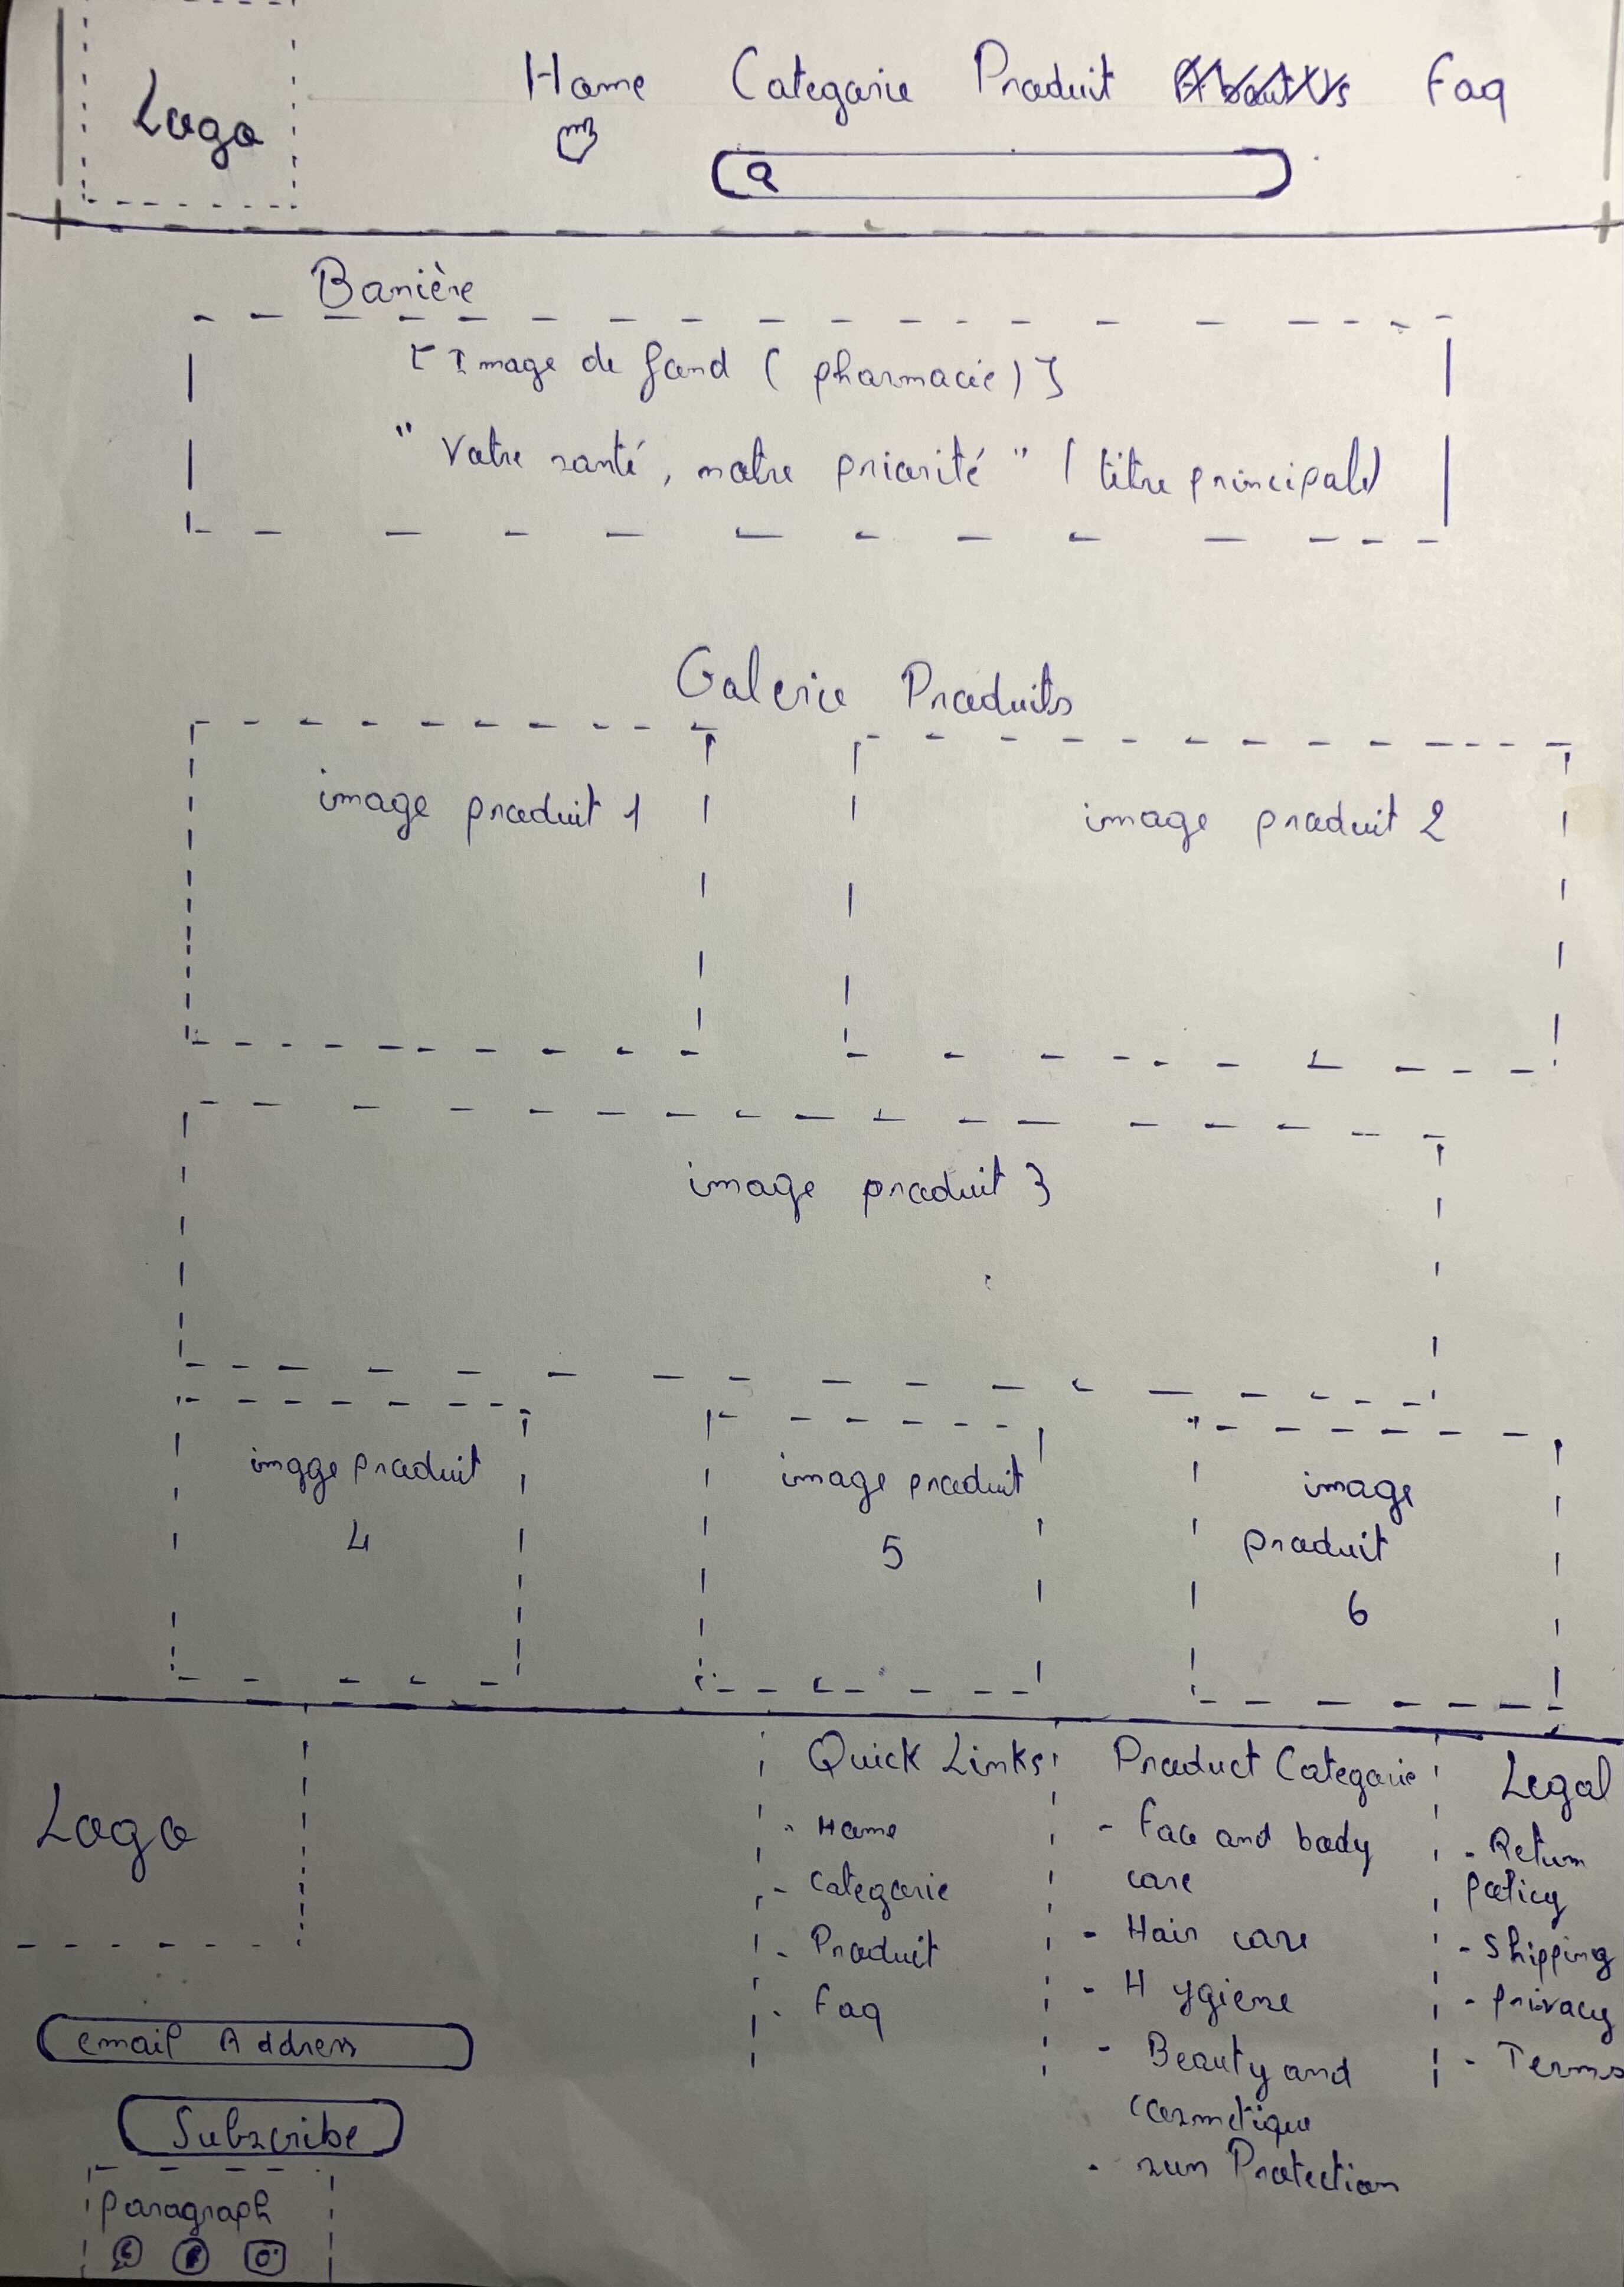 Logo
Home Categorie Produit About Us Faq
Banière
[Image de fond (pharmacie)]
"Votre santé, notre priorité" (titre principale)
Galerie Produits
image produit 1
image produit 2
image produit 3
image produit
4
image produit
5
image
produit
6
Logo
email Address
Subscribe
paragraph
Quick Links
- Home
- Categorie
- Produit
- Faq
Product Categorie
- Face and body
care
- Hair care
- Hygiene
- Beauty and
cosmetique
- sun Protection
Legal
- Return
policy
- Shipping
- privacy
- Terms